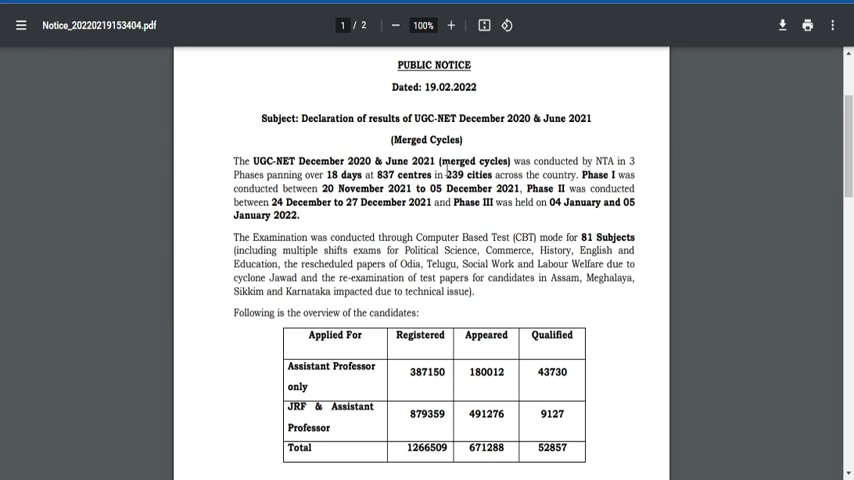 Notice_20220219153404.pdf
1 / 2
100%
PUBLIC NOTICE
Dated: 19.02.2022
Subject: Declaration of results of UGC-NET December 2020 & June 2021
(Merged Cycles)
The UGC-NET December 2020 & June 2021 (merged cycles) was conducted by NTA in 3
Phases panning over 18 days at 837 centres in 239 cities across the country. Phase I was
conducted between 20 November 2021 to 05 December 2021, Phase II was conducted
between 24 December to 27 December 2021 and Phase III was held on 04 January and 05
January 2022.
The Examination was conducted through Computer Based Test (CBT) mode for 81 Subjects
(including multiple shifts exams for Political Science, Commerce, History, English and
Education, the rescheduled papers of Odia, Telugu, Social Work and Labour Welfare due to
cyclone Jawad and the re-examination of test papers for candidates in Assam, Meghalaya,
Sikkim and Karnataka impacted due to technical issue).
Following is the overview of the candidates:
Applied For Registered Appeared Qualified
Assistant Professor only 387150 180012 43730
JRF & Assistant Professor 879359 491276 9127
Total 1266509 671288 52857